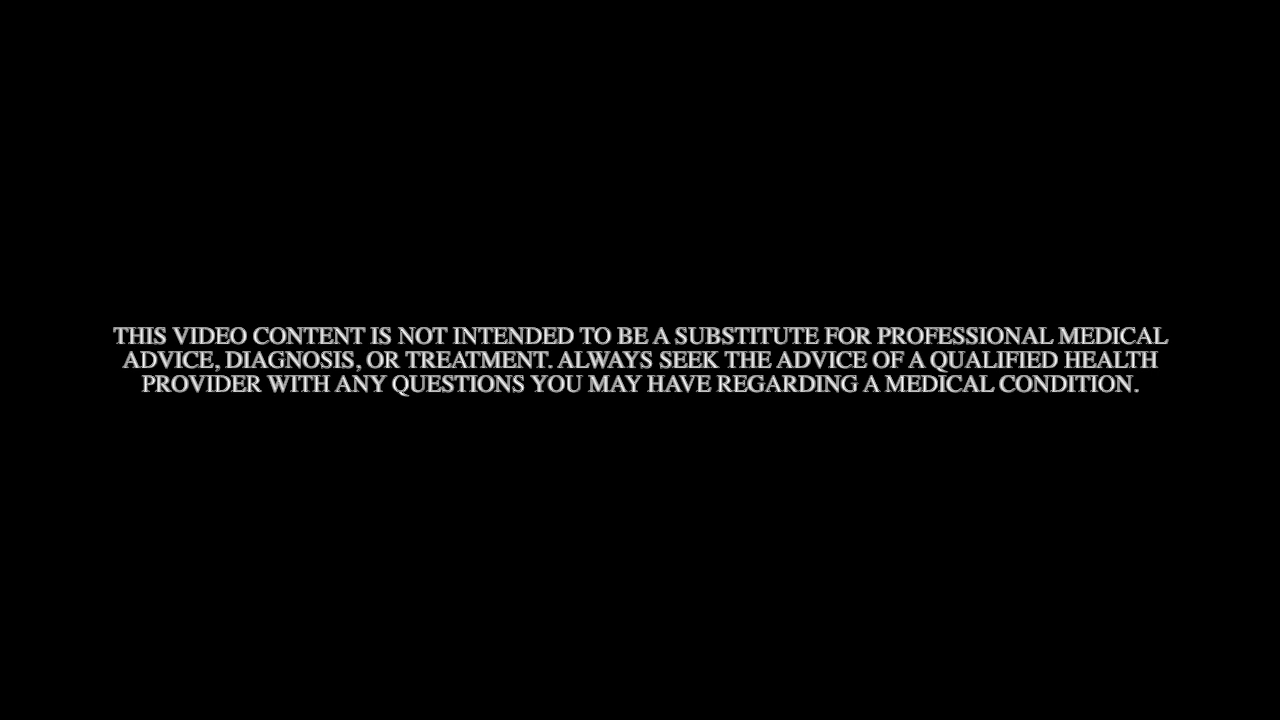 THIS VIDEO CONTENT IS NOT INTENDED TO BE A SUBSTITUTE FOR PROFESSIONAL MEDICAL
ADVICE, DIAGNOSIS, OR TREATMENT. ALWAYS SEEK THE ADVICE OF A QUALIFIED HEALTH
PROVIDER WITH ANY QUESTIONS YOU MAY HAVE REGARDING A MEDICAL CONDITION.